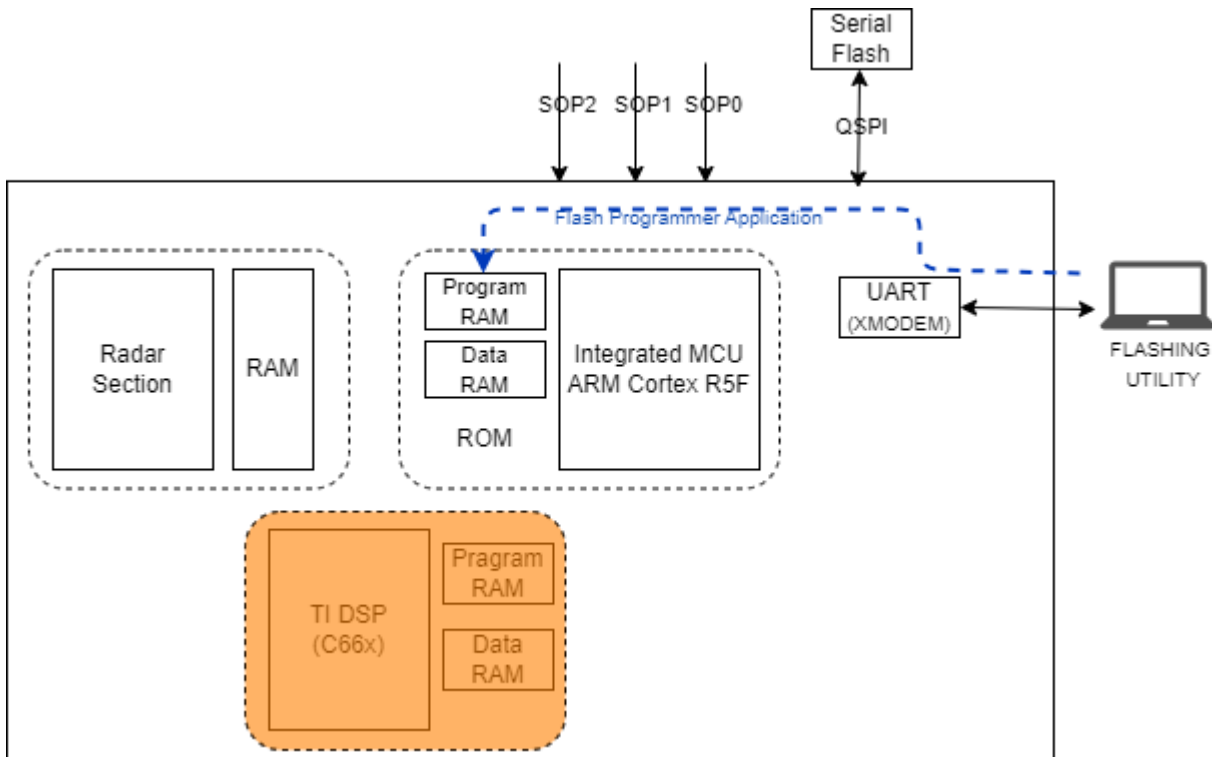 Serial
Flash
SOP2
SOP1
SOP0
QSPI
Flash Programmer Application
Radar
Section
RAM
Program
RAM
Data
RAM
ROM
Integrated MCU
ARM Cortex R5F
UART
(XMODEM)
FLASHING
UTILITY
TI DSP
(C66x)
Pragram
RAM
Data
RAM